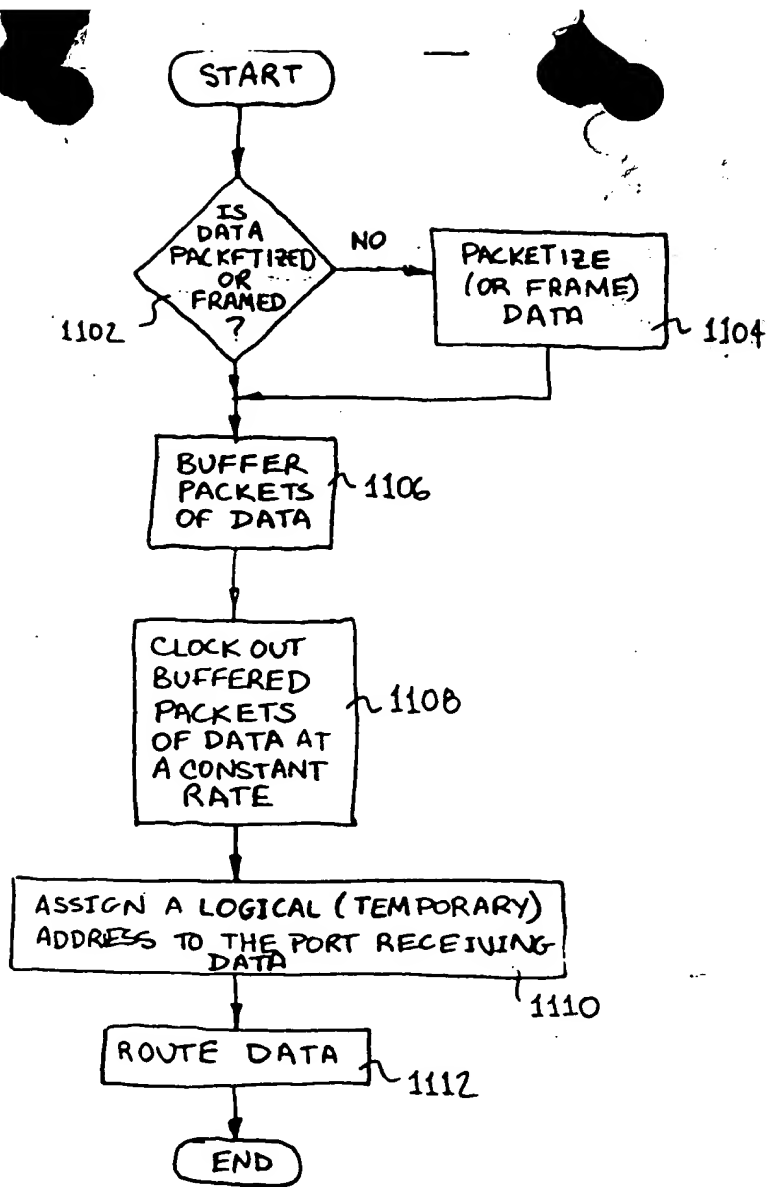 START
IS
DATA
PACKFTIZED
OR
FRAMED
?
1102
NO
PACKETIZE
(OR FRAME)
DATA
1104
BUFFER
PACKETS
OF DATA
1106
CLOCK OUT
BUFFERED
PACKETS
OF DATA AT
A CONSTANT
RATE
1108
ASSIGN A LOGICAL (TEMPORARY)
ADDRESS TO THE PORT RECEIVING
DATA
1110
ROUTE DATA
1112
END